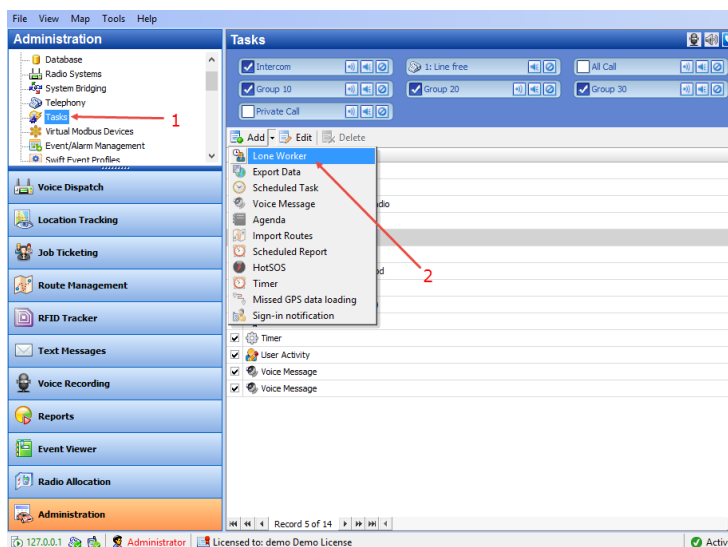 File View Map Tools Help
Administration
Tasks
Database
Radio Systems
System Bridging
Telephony
Tasks
Virtual Modbus Devices
Event/Alarm Management
Swift Event Profiles
1
Intercom
1: Line free
All Call
Group 10
Group 20
Group 30
Private Call
Add Edit Delete
Lone Worker
Export Data
Scheduled Task
Voice Message
Agenda
Import Routes
Scheduled Report
HotSOS
Timer
Missed GPS data loading
Sign-in notification
2
Timer
User Activity
Voice Message
Voice Message
Voice Dispatch
Location Tracking
Job Ticketing
Route Management
RFID Tracker
Text Messages
Voice Recording
Reports
Event Viewer
Radio Allocation
Administration
Record 5 of 14
127.0.0.1 Administrator Licensed to: demo Demo License Activ